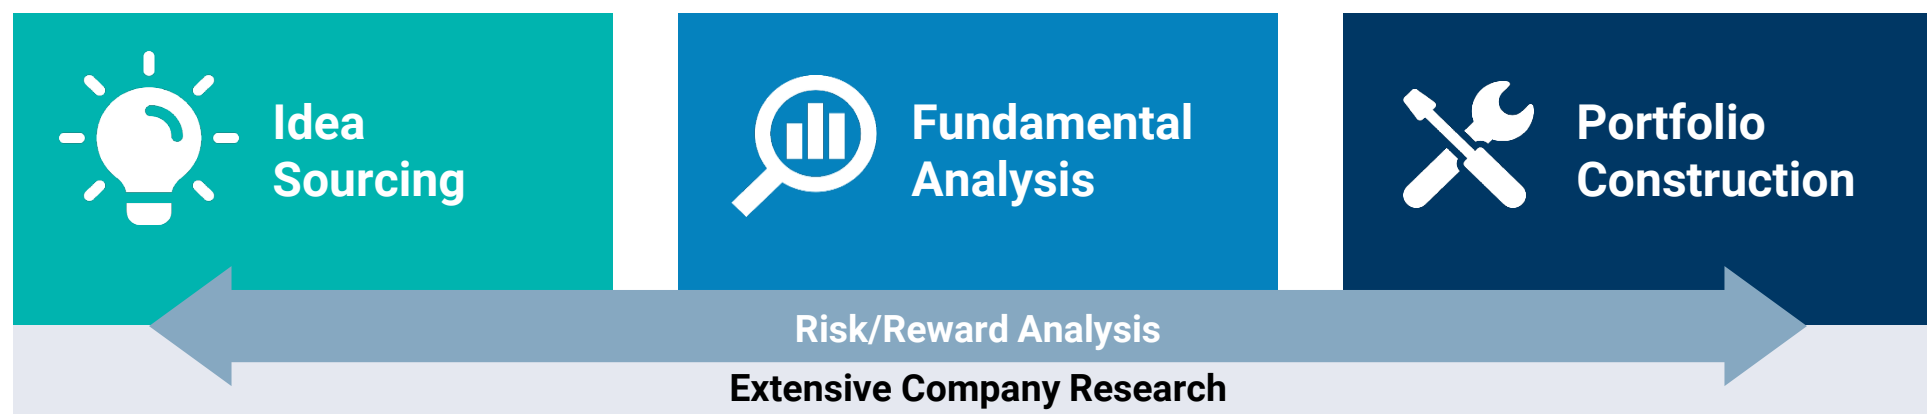 Idea
Sourcing
Fundamental
Analysis
Portfolio
Construction
Risk/Reward Analysis
Extensive Company Research